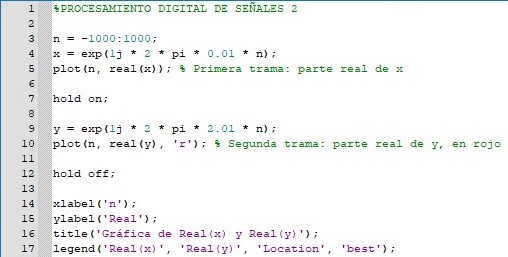 1 %PROCESAMIENTO DIGITAL DE SEÑALES 2
2
3 n = -1000:1000;
4 x = exp(1j * 2 * pi * 0.01 * n);
5 plot(n, real(x)); % Primera trama: parte real de x
6
7 hold on;
8
9 y = exp(1j * 2 * pi * 2.01 * n);
10 plot(n, real(y), 'r'); % Segunda trama: parte real de y, en rojo
11
12 hold off;
13
14 xlabel('n');
15 ylabel('Real');
16 title('Gráfica de Real(x) y Real(y)');
17 legend('Real(x)', 'Real(y)', 'Location', 'best');